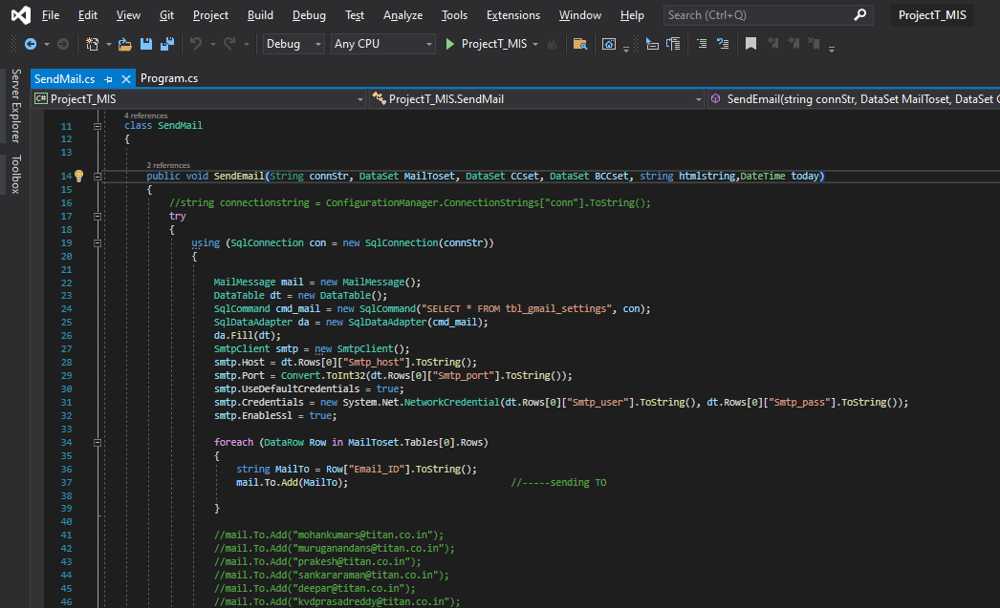 File Edit View Git Project Build Debug Test Analyze Tools Extensions Window Help Search (Ctrl+Q) ProjectT_MIS
Debug Any CPU ProjectT_MIS
Server Explorer
Toolbox
SendMail.cs Program.cs
C# ProjectT_MIS ProjectT_MIS.SendMail SendEmail(string connStr, DataSet MailToset, DataSet C
4 references
11 class SendMail
12 {
13
2 references
14 public void SendEmail(String connStr, DataSet MailToset, DataSet CCset, DataSet BCCset, string htmlstring,DateTime today)
15 {
16 //string connectionstring = ConfigurationManager.ConnectionStrings["conn"].ToString();
17 try
18 {
19 using (SqlConnection con = new SqlConnection(connStr))
20 {
21
22 MailMessage mail = new MailMessage();
23 DataTable dt = new DataTable();
24 SqlCommand cmd_mail = new SqlCommand("SELECT * FROM tbl_gmail_settings", con);
25 SqlDataAdapter da = new SqlDataAdapter(cmd_mail);
26 da.Fill(dt);
27 SmtpClient smtp = new SmtpClient();
28 smtp.Host = dt.Rows[0]["Smtp_host"].ToString();
29 smtp.Port = Convert.ToInt32(dt.Rows[0]["Smtp_port"].ToString());
30 smtp.UseDefaultCredentials = true;
31 smtp.Credentials = new System.Net.NetworkCredential(dt.Rows[0]["Smtp_user"].ToString(), dt.Rows[0]["Smtp_pass"].ToString());
32 smtp.EnableSsl = true;
33
34 foreach (DataRow Row in MailToset.Tables[0].Rows)
35 {
36 string MailTo = Row["Email_ID"].ToString();
37 mail.To.Add(MailTo); //-----sending TO
38
39 }
40
41 //mail.To.Add("mohankumars@titan.co.in");
42 //mail.To.Add("muruganandans@titan.co.in");
43 //mail.To.Add("prakesh@titan.co.in");
44 //mail.To.Add("sankararaman@titan.co.in");
45 //mail.To.Add("deepar@titan.co.in");
46 //mail.To.Add("kvdprasadreddy@titan.co.in");